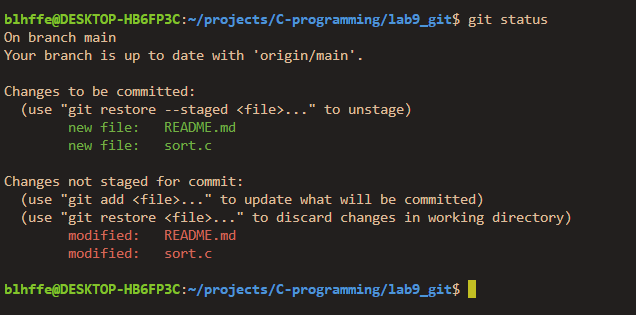 blhffe@DESKTOP-HB6FP3C:~/projects/C-programming/lab9_git$ git status
On branch main
Your branch is up to date with 'origin/main'.
Changes to be committed:
(use "git restore --staged <file>..." to unstage)
new file: README.md
new file: sort.c
Changes not staged for commit:
(use "git add <file>..." to update what will be committed)
(use "git restore <file>..." to discard changes in working directory)
modified: README.md
modified: sort.c
blhffe@DESKTOP-HB6FP3C:~/projects/C-programming/lab9_git$